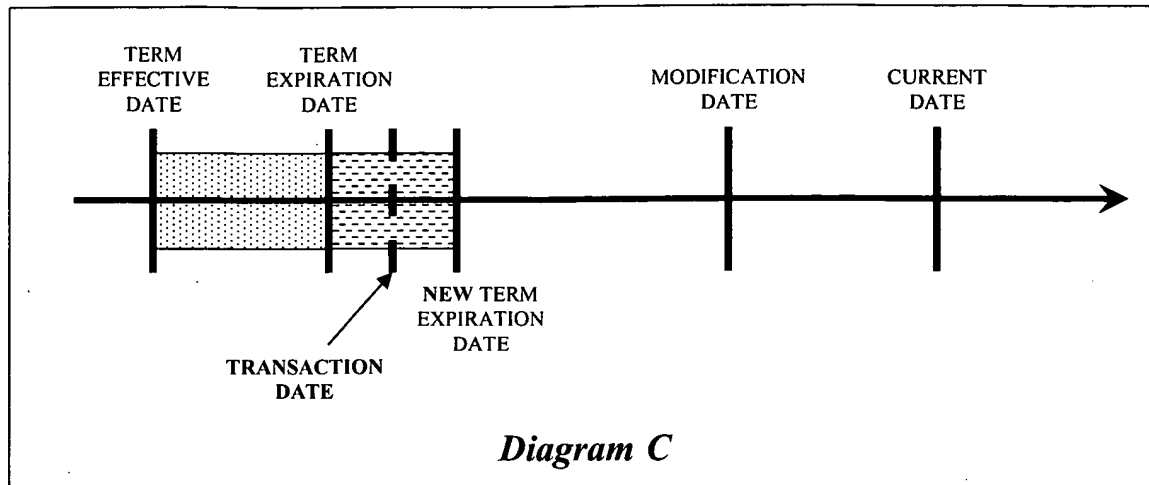 TERM
EFFECTIVE
DATE
TERM
EXPIRATION
DATE
MODIFICATION
DATE
CURRENT
DATE
NEW TERM
EXPIRATION
DATE
TRANSACTION
DATE
Diagram C